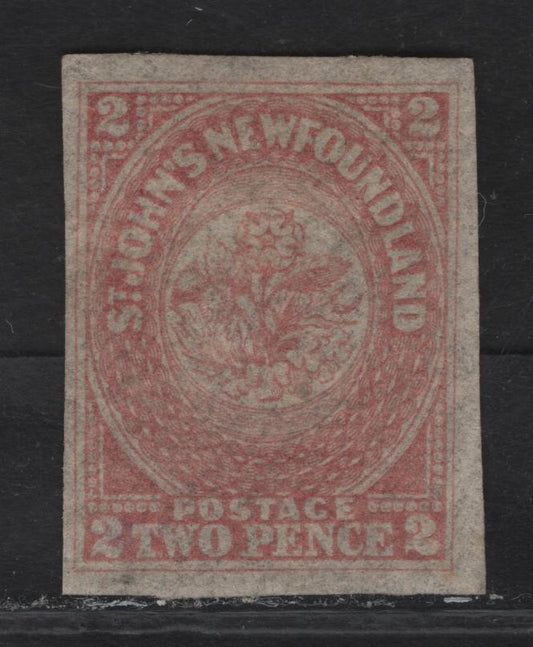 2 2
ST. JOHN'S NEWFOUNDLAND
POSTAGE
2 TWO PENCE 2